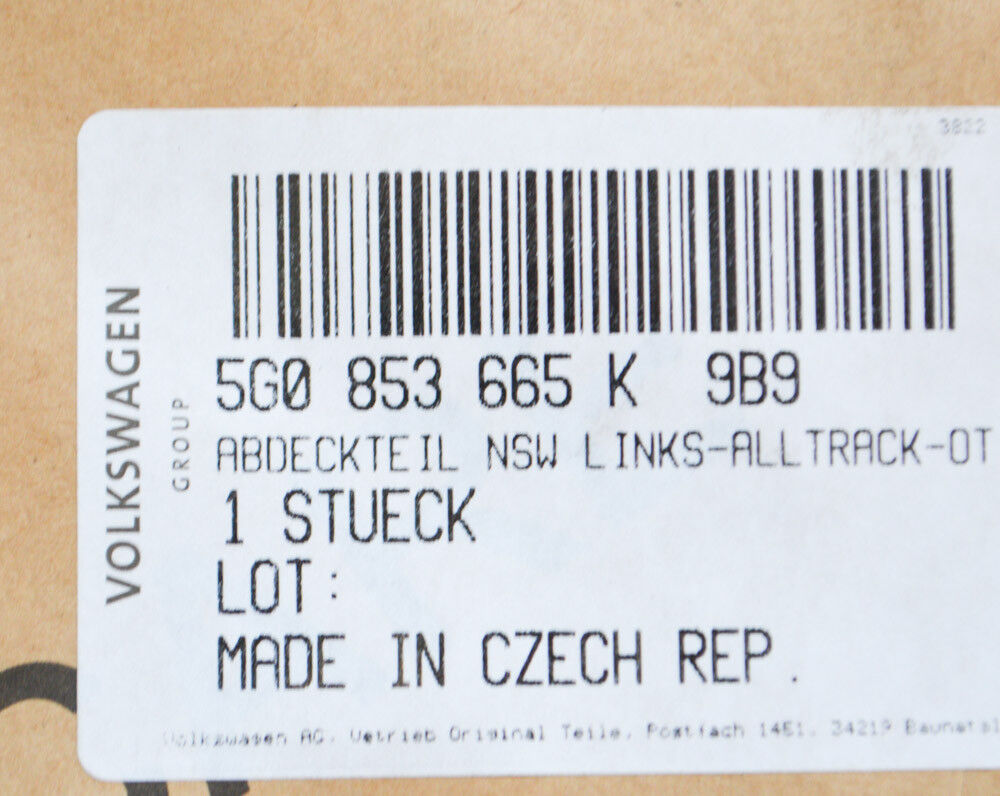 3822
VOLKSWAGEN
GROUP
5G0 853 665 K 9B9
ABDECKTEIL NSW LINKS-ALLTRACK-OT
1 STUECK
LOT:
MADE IN CZECH REP.
Volkswagen AG, Vetrieb Original Teile, Postfach 1451, 34219 Baunatal